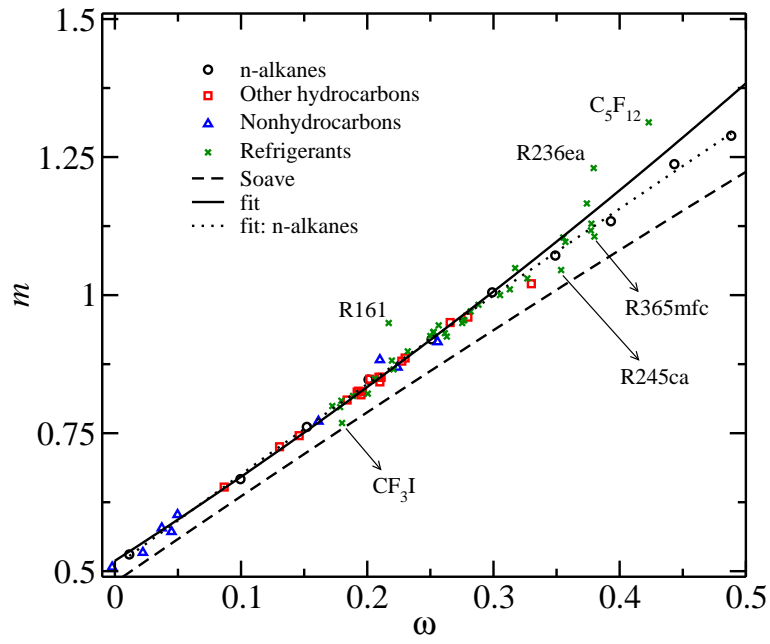 1.5
C₅F₁₂
n-alkanes
Other hydrocarbons
Nonhydrocarbons
Refrigerants
Soave
fit
fit: n-alkanes
R236ea
1.25
m
1
R161
R365mfc
R245ca
0.75
CF₃I
0.5
0 0.1 0.2 0.3 0.4 0.5
ω